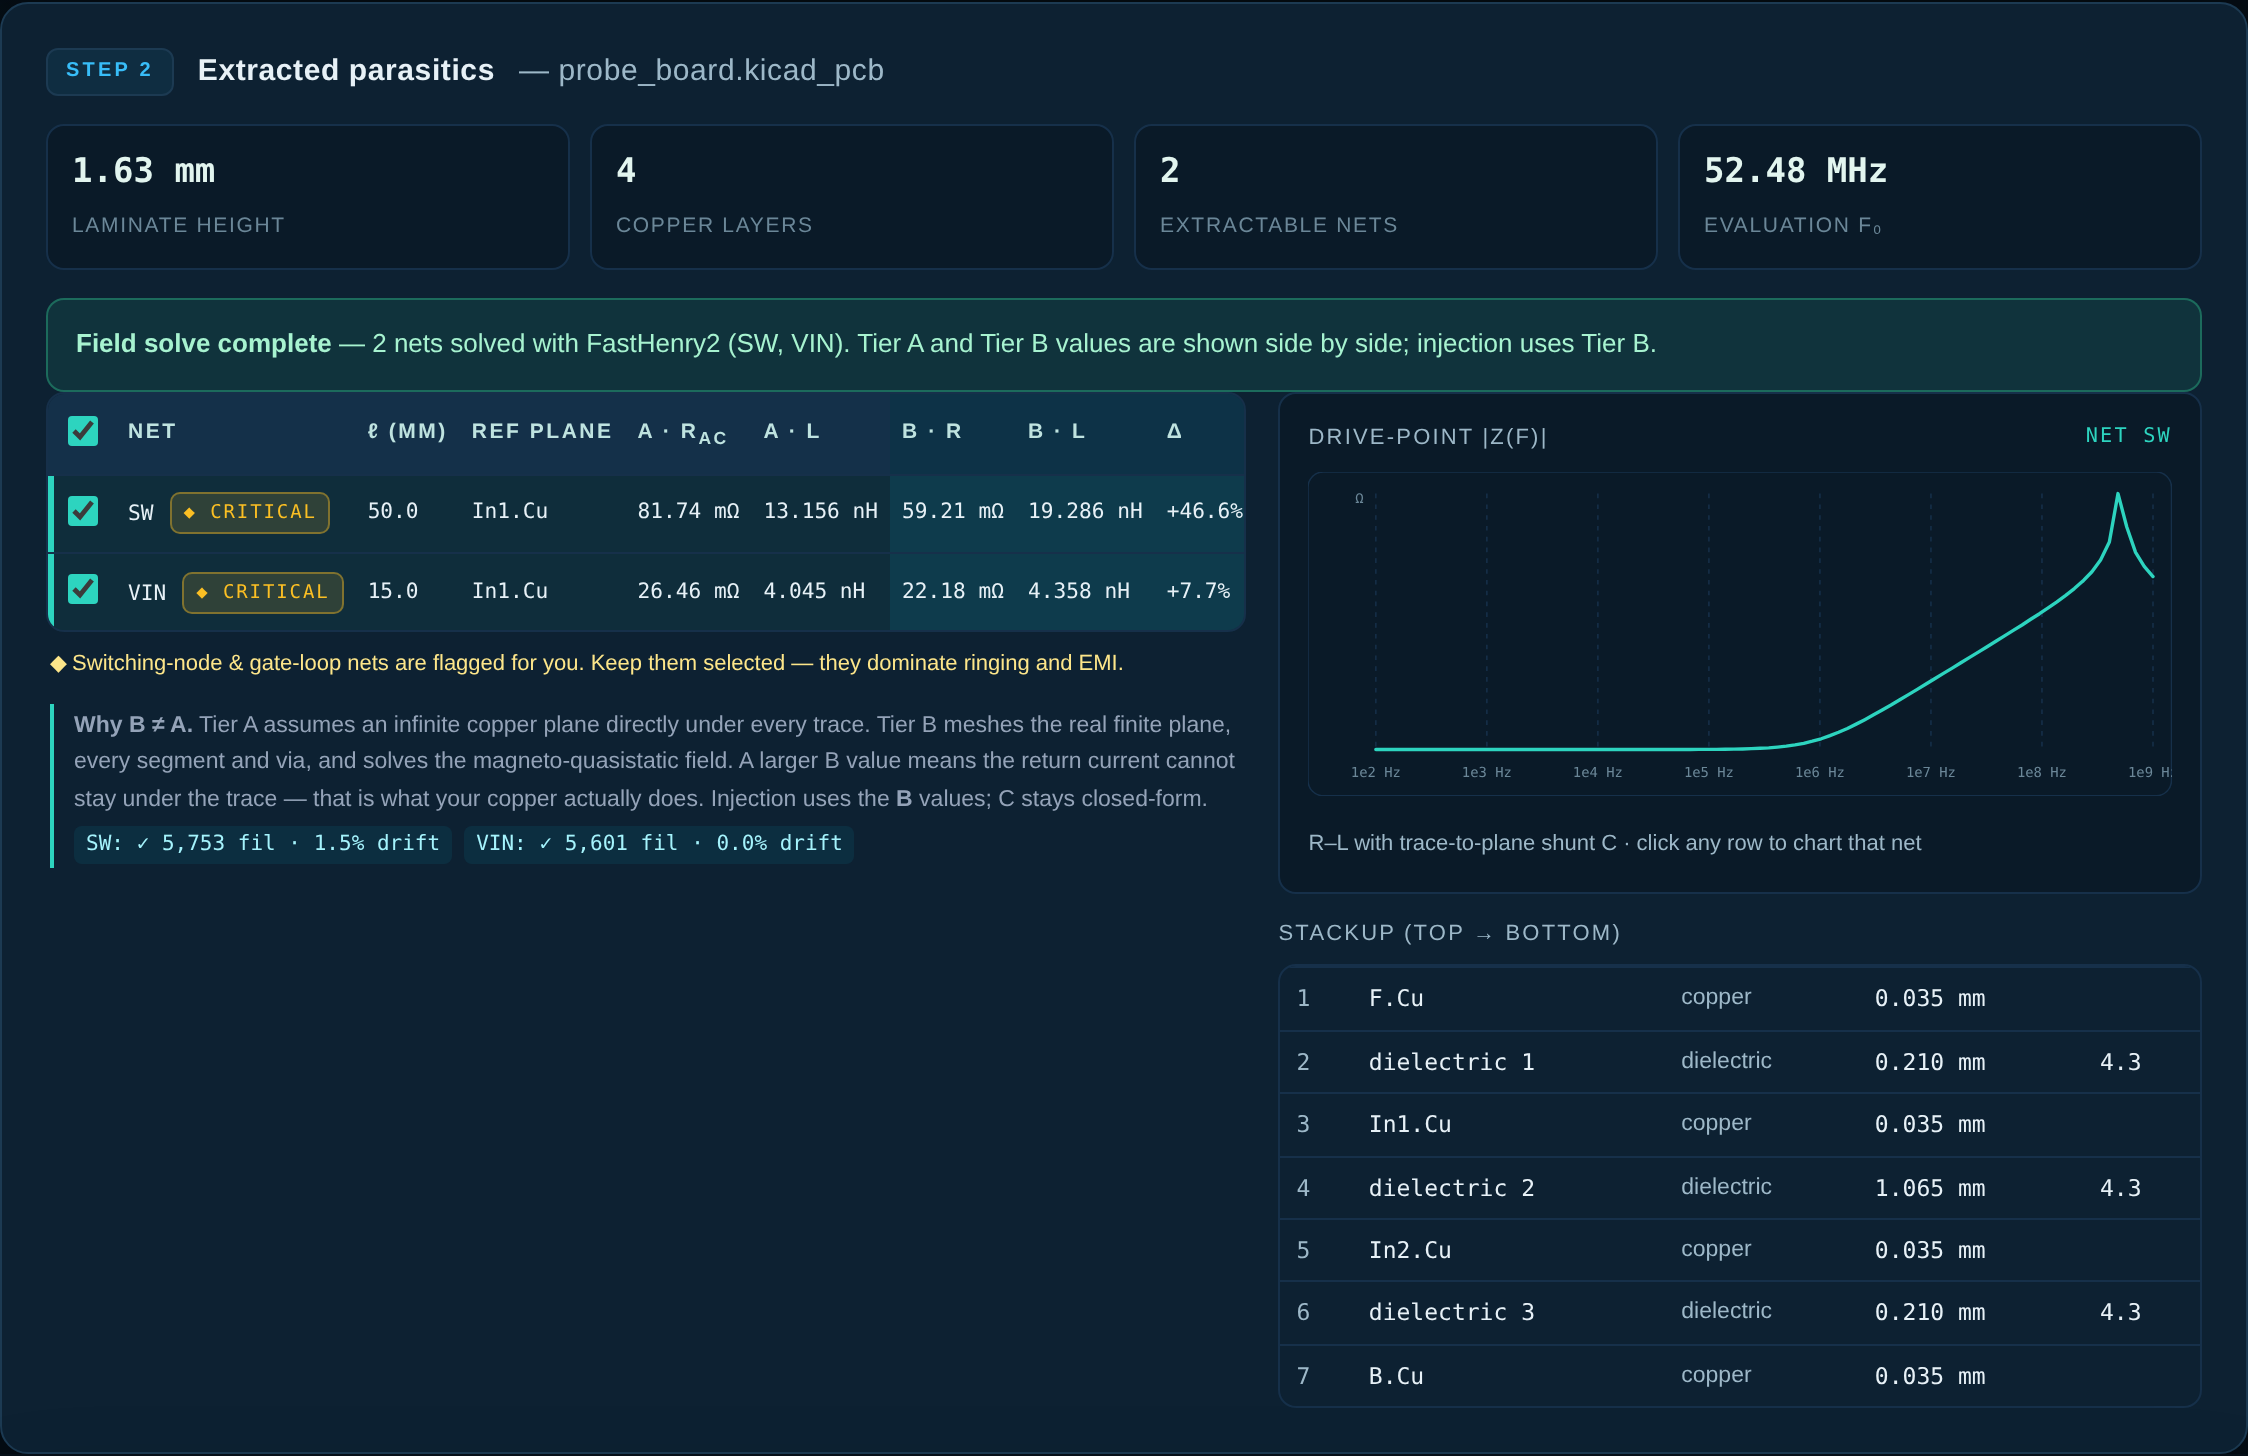 STEP 2 Extracted parasitics — probe_board.kicad_pcb
1.63 mm
LAMINATE HEIGHT
4
COPPER LAYERS
2
EXTRACTABLE NETS
52.48 MHz
EVALUATION F₀
Field solve complete — 2 nets solved with FastHenry2 (SW, VIN). Tier A and Tier B values are shown side by side; injection uses Tier B.
NET ℓ (MM) REF PLANE A · RAC A · L B · R B · L Δ
SW ◆ CRITICAL 50.0 In1.Cu 81.74 mΩ 13.156 nH 59.21 mΩ 19.286 nH +46.6%
VIN ◆ CRITICAL 15.0 In1.Cu 26.46 mΩ 4.045 nH 22.18 mΩ 4.358 nH +7.7%
◆ Switching-node & gate-loop nets are flagged for you. Keep them selected — they dominate ringing and EMI.
Why B ≠ A. Tier A assumes an infinite copper plane directly under every trace. Tier B meshes the real finite plane,
every segment and via, and solves the magneto-quasistatic field. A larger B value means the return current cannot
stay under the trace — that is what your copper actually does. Injection uses the B values; C stays closed-form.
SW: ✓ 5,753 fil · 1.5% drift VIN: ✓ 5,601 fil · 0.0% drift
DRIVE-POINT |Z(F)| NET SW
Ω
1e2 Hz 1e3 Hz 1e4 Hz 1e5 Hz 1e6 Hz 1e7 Hz 1e8 Hz 1e9 Hz
R–L with trace-to-plane shunt C · click any row to chart that net
STACKUP (TOP → BOTTOM)
1 F.Cu copper 0.035 mm
2 dielectric 1 dielectric 0.210 mm 4.3
3 In1.Cu copper 0.035 mm
4 dielectric 2 dielectric 1.065 mm 4.3
5 In2.Cu copper 0.035 mm
6 dielectric 3 dielectric 0.210 mm 4.3
7 B.Cu copper 0.035 mm